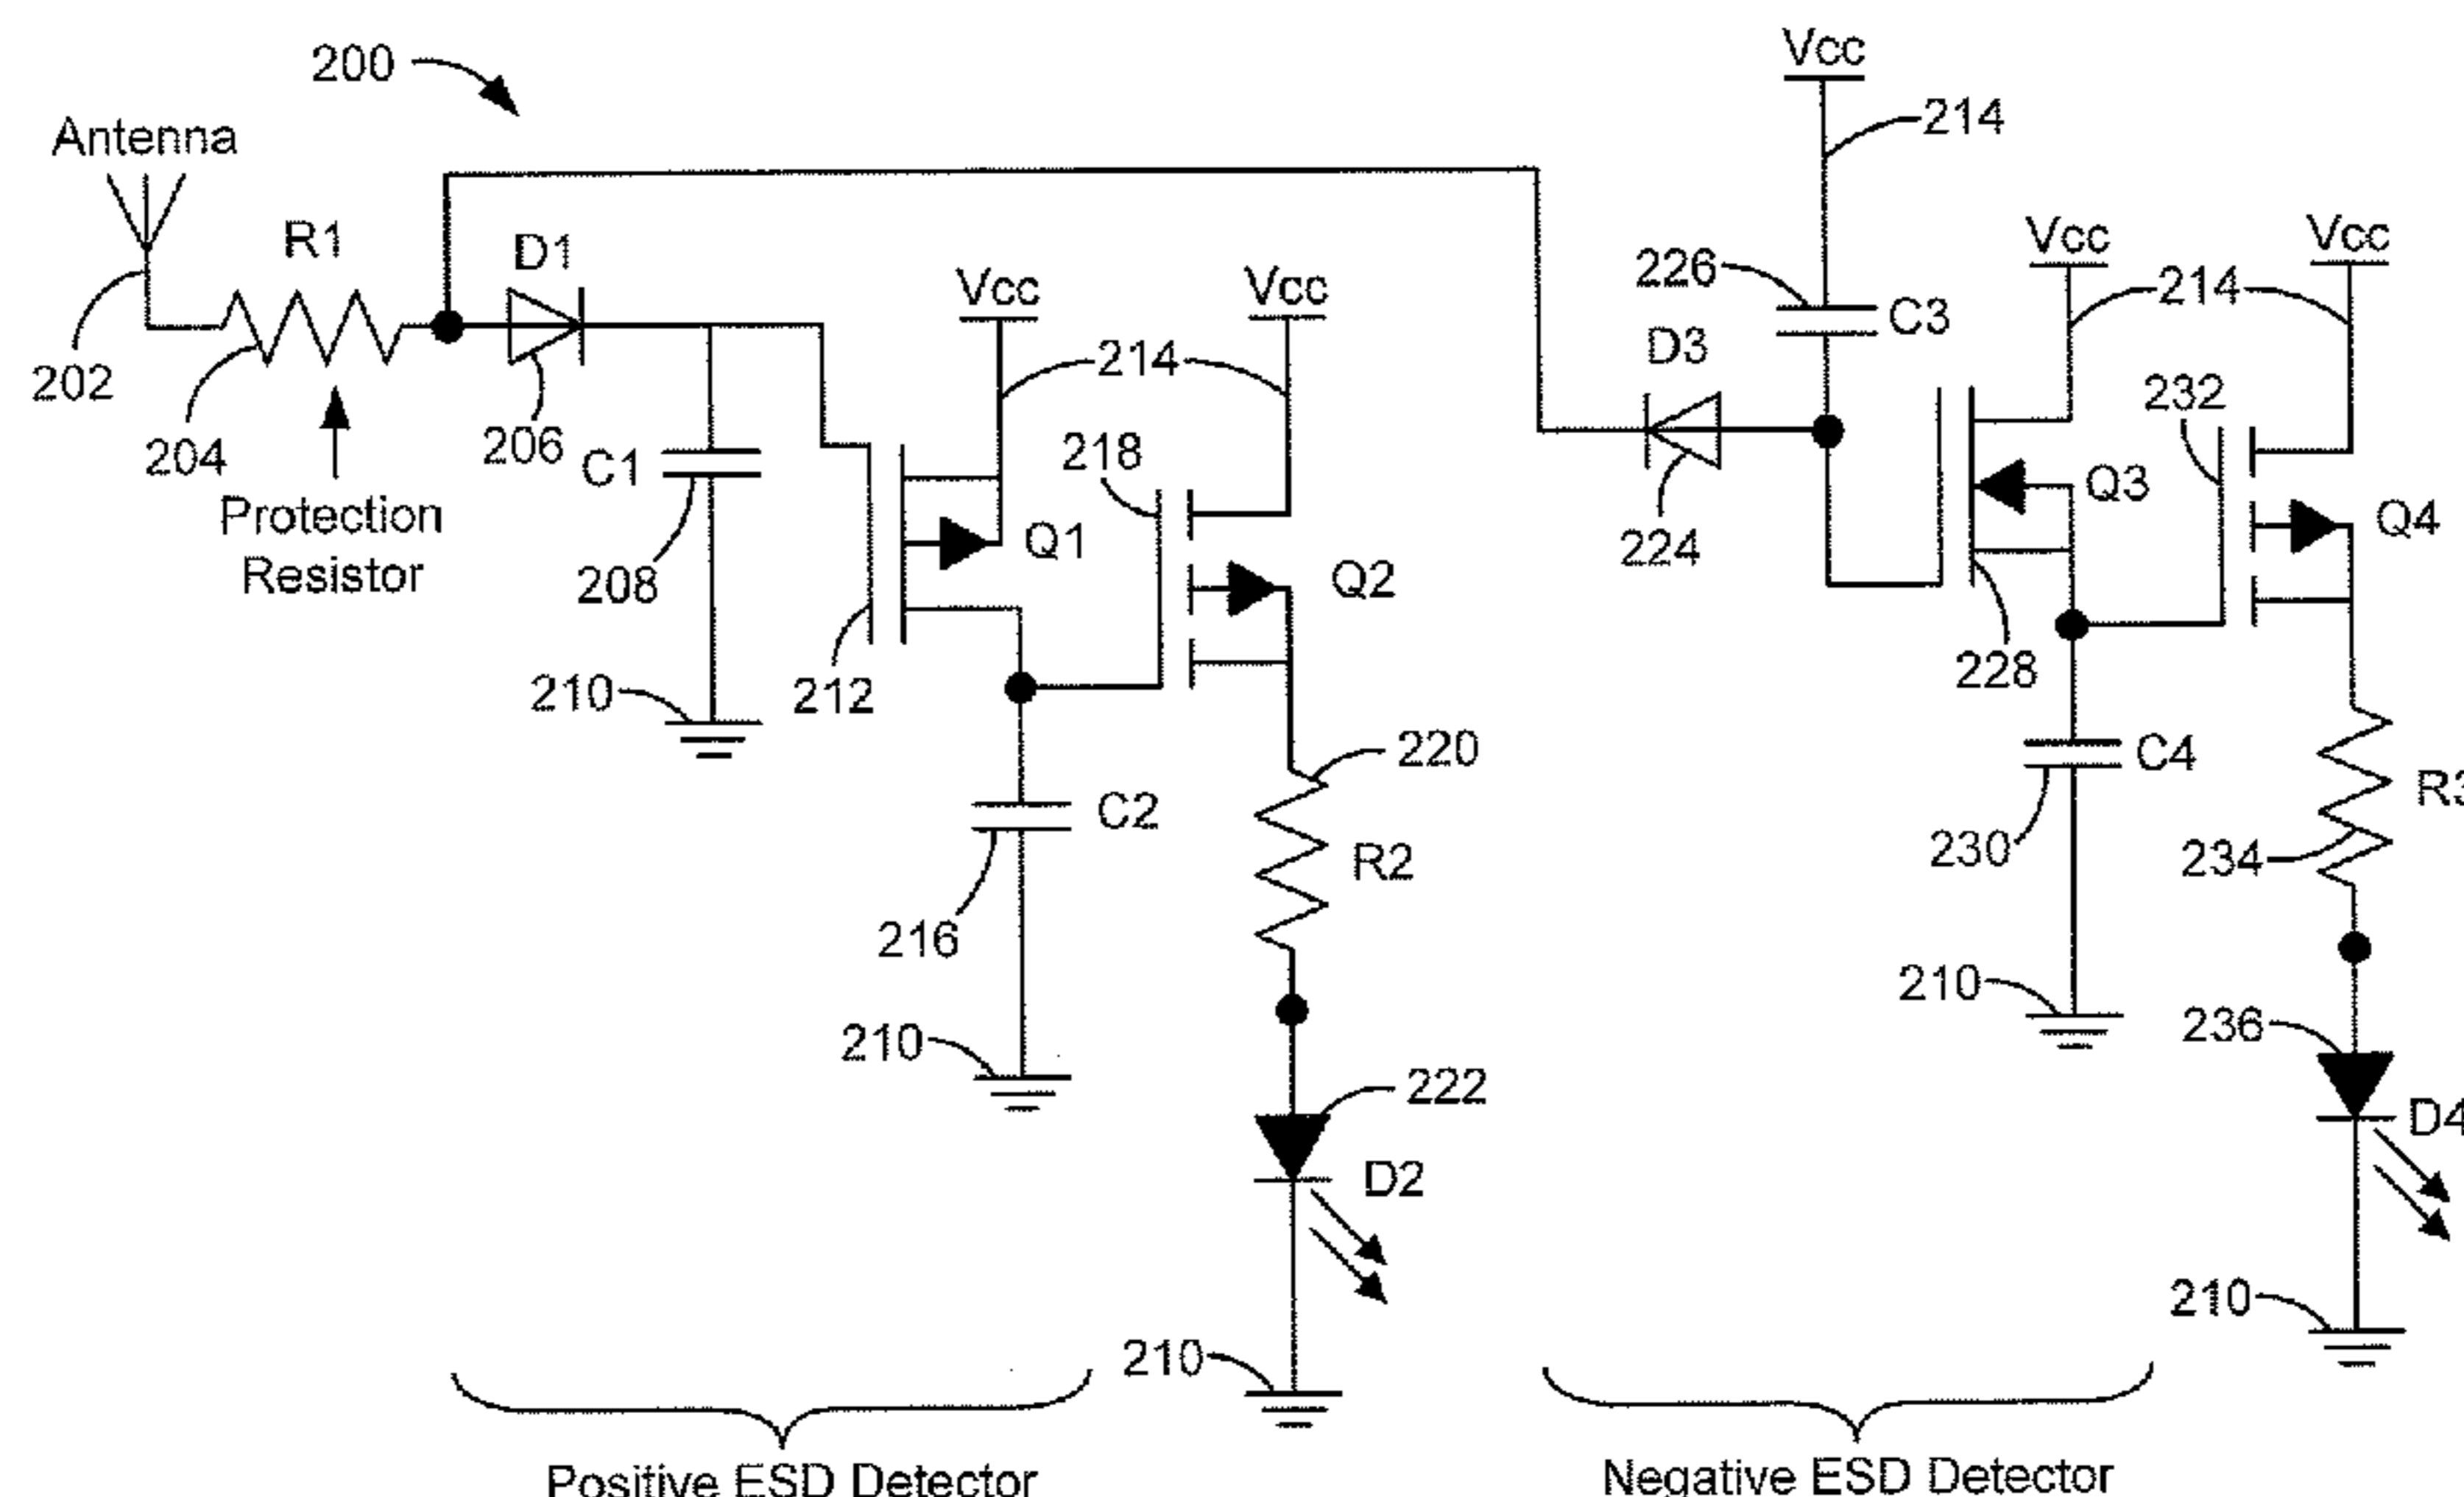 200
Antenna
R1
D1
202
204
206
Protection
Resistor
C1
208
210
Vcc
Vcc
214
218
Q1
Q2
212
C2
216
220
R2
210
222
D2
210
Positive ESD Detector
Vcc
214
226
C3
D3
224
Vcc
Vcc
214
232
Q3
Q4
228
C4
230
R3
234
210
236
D4
210
Negative ESD Detector